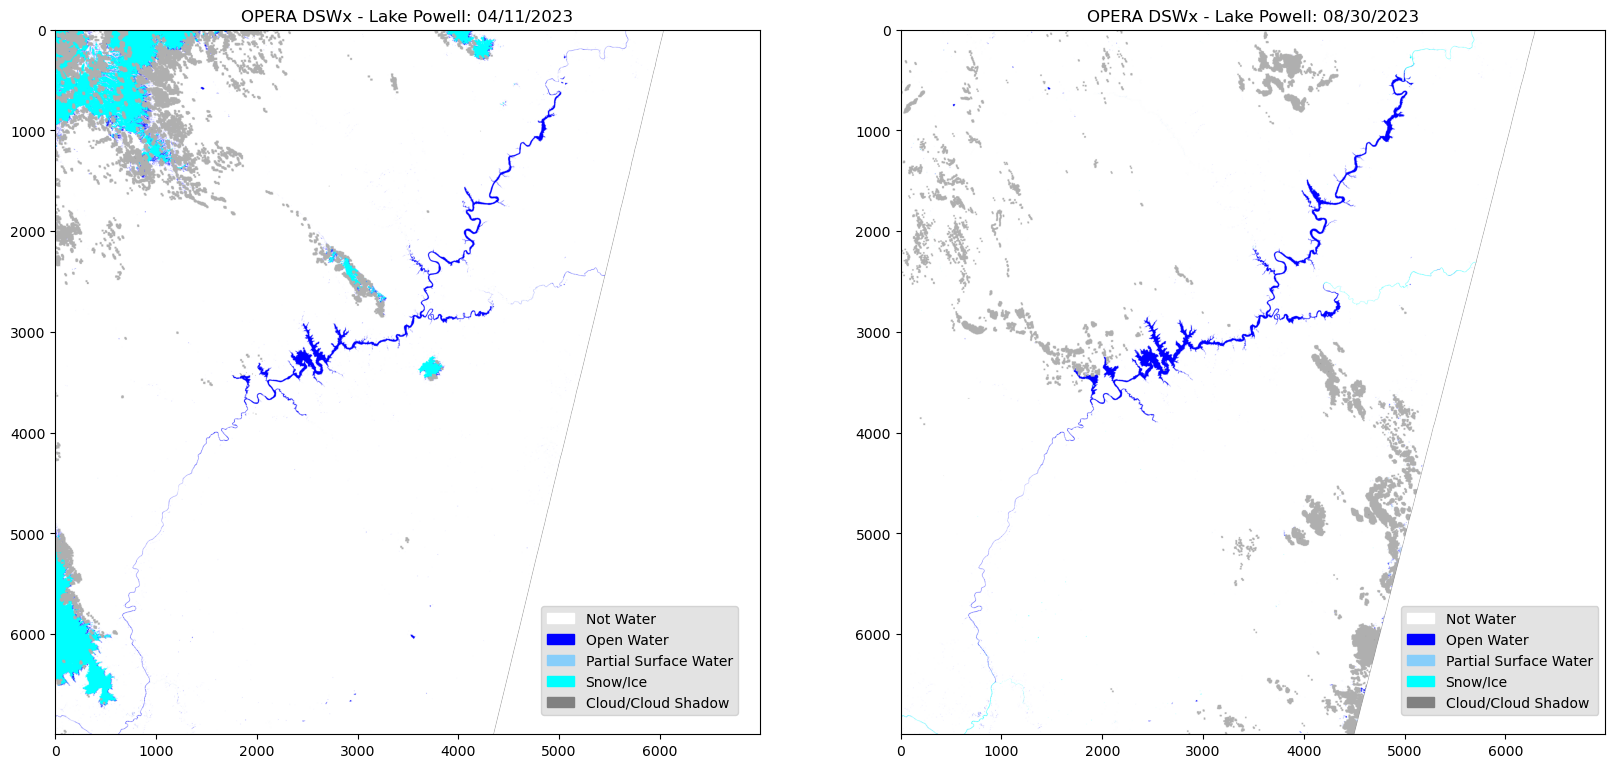 OPERA DSWx - Lake Powell: 04/11/2023
0
1000
2000
3000
4000
5000
6000
0
1000
2000
3000
4000
5000
6000
Not Water
Open Water
Partial Surface Water
Snow/Ice
Cloud/Cloud Shadow
OPERA DSWx - Lake Powell: 08/30/2023
0
1000
2000
3000
4000
5000
6000
0
1000
2000
3000
4000
5000
6000
Not Water
Open Water
Partial Surface Water
Snow/Ice
Cloud/Cloud Shadow